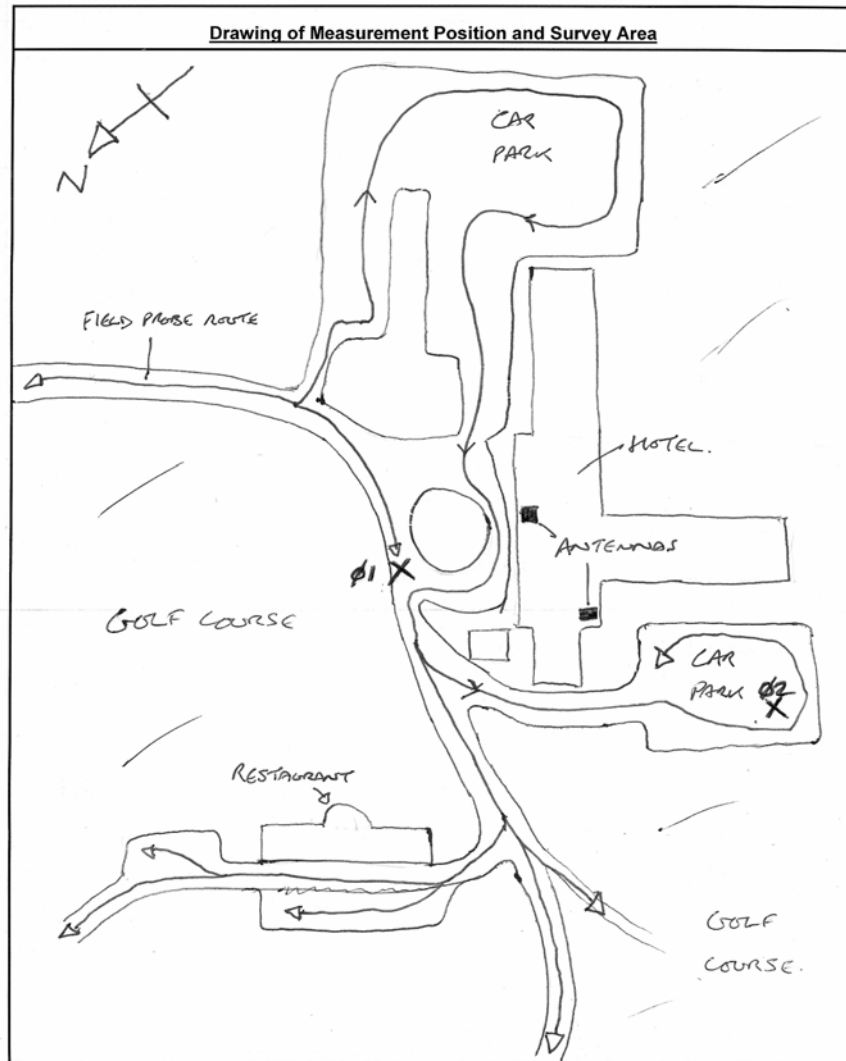 Drawing of Measurement Position and Survey Area
N
CAR
PARK
FIELD PROBE ROUTE
HOTEL.
ANTENNAS
Ø1 X
GOLF COURSE
CAR
PARK Ø2
X
RESTAURANT
GOLF
COURSE.